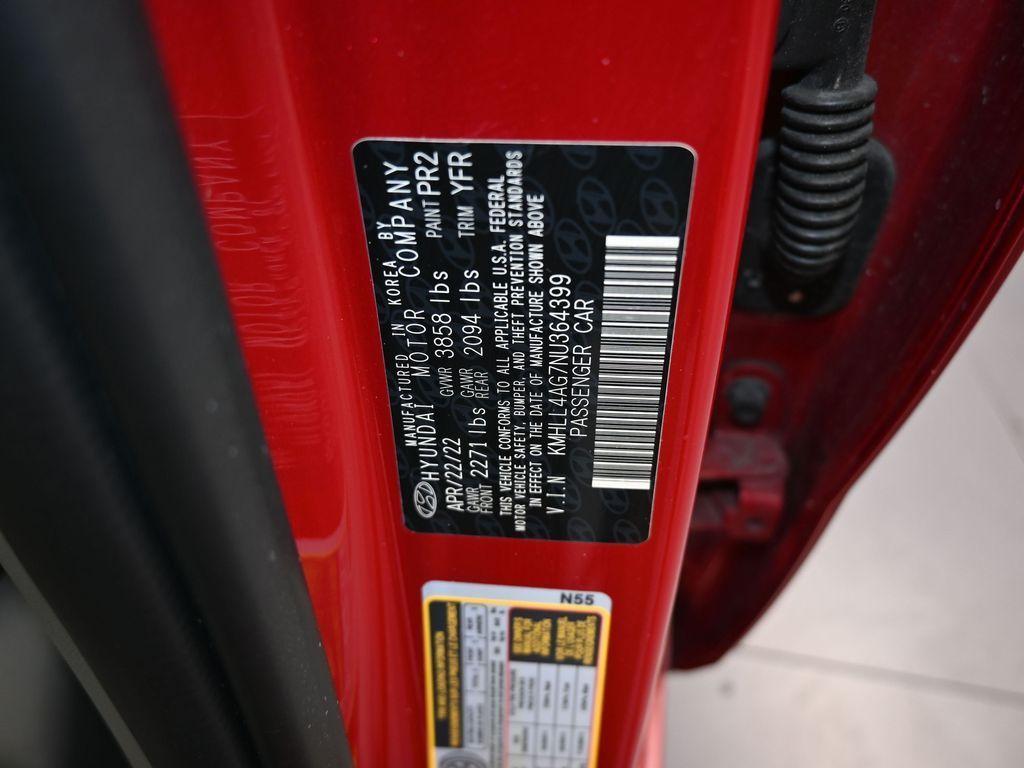 MANUFACTURED IN KOREA BY
HYUNDAI MOTOR COMPANY
APR/22/22 GVWR 3858 lbs PAINT PR2
GAWR FRONT 2271 lbs GAWR REAR 2094 lbs TRIM YFR
THIS VEHICLE CONFORMS TO ALL APPLICABLE U.S.A. FEDERAL
MOTOR VEHICLE SAFETY, BUMPER, AND THEFT PREVENTION STANDARDS
IN EFFECT ON THE DATE OF MANUFACTURE SHOWN ABOVE
V.I.N KMHLL4AG7NU364399
PASSENGER CAR
N55